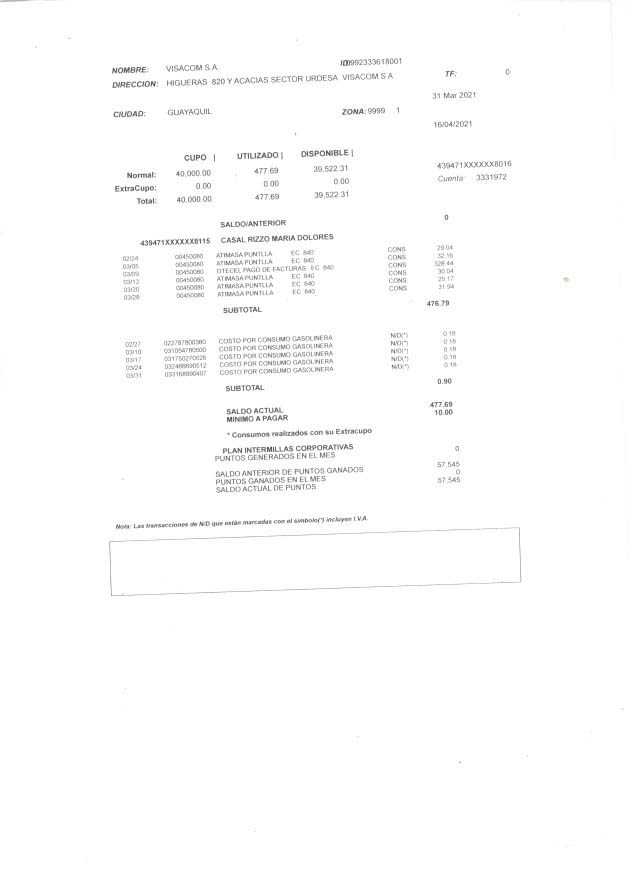 NOMBRE: VISACOM S.A. ID:0992333618001
DIRECCION: HIGUERAS 820 Y ACACIAS SECTOR URDESA VISACOM S A TF: 0
31 Mar 2021
CIUDAD: GUAYAQUIL ZONA: 9999 1
16/04/2021
CUPO | UTILIZADO | DISPONIBLE |
Normal: 40,000.00 477.69 39,522.31 439471XXXXXX8016
ExtraCupo: 0.00 0.00 0.00 Cuenta 3331972
Total: 40,000.00 477.69 39,522.31
SALDO/ANTERIOR 0
439471XXXXXX8115 CASAL RIZZO MARIA DOLORES
02/24 00450080 ATIMASA PUNTLLA EC 840 CONS 29.04
03/05 00450080 ATIMASA PUNTLLA EC 840 CONS 32.16
03/09 00450080 OTECEL PAGO DE FACTURAS EC 840 CONS 328.44
03/13 00450080 ATIMASA PUNTLLA EC 840 CONS 30.04
03/20 00450080 ATIMASA PUNTLLA EC 840 CONS 25.17
03/28 00450080 ATIMASA PUNTLLA EC 840 CONS 31.94
SUBTOTAL 476.79
02/27 022787800380 COSTO POR CONSUMO GASOLINERA N/D(*) 0.18
03/10 031054780500 COSTO POR CONSUMO GASOLINERA N/D(*) 0.18
03/17 031750270526 COSTO POR CONSUMO GASOLINERA N/D(*) 0.18
03/24 032466690512 COSTO POR CONSUMO GASOLINERA N/D(*) 0.18
03/31 033168990407 COSTO POR CONSUMO GASOLINERA N/D(*) 0.18
SUBTOTAL 0.90
SALDO ACTUAL 477.69
MINIMO A PAGAR 10.00
* Consumos realizados con su Extracupo
PLAN INTERMILLAS CORPORATIVAS
PUNTOS GENERADOS EN EL MES 0
SALDO ANTERIOR DE PUNTOS GANADOS 57,545
PUNTOS GANADOS EN EL MES 0
SALDO ACTUAL DE PUNTOS 57,545
Nota: Las transacciones de N/D que están marcadas con el simbolo(*) incluyen I.V.A.